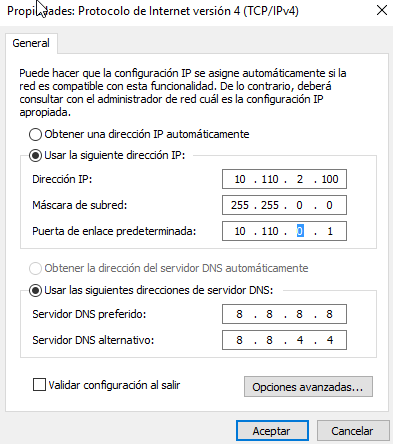 Propiedades: Protocolo de Internet versión 4 (TCP/IPv4)
General
Puede hacer que la configuración IP se asigne automáticamente si la
red es compatible con esta funcionalidad. De lo contrario, deberá
consultar con el administrador de red cuál es la configuración IP
apropiada.
Obtener una dirección IP automáticamente
Usar la siguiente dirección IP:
Dirección IP: 10 . 110 . 2 . 100
Máscara de subred: 255 . 255 . 0 . 0
Puerta de enlace predeterminada: 10 . 110 . 0 . 1
Obtener la dirección del servidor DNS automáticamente
Usar las siguientes direcciones de servidor DNS:
Servidor DNS preferido: 8 . 8 . 8 . 8
Servidor DNS alternativo: 8 . 8 . 4 . 4
Validar configuración al salir
Opciones avanzadas...
Aceptar Cancelar